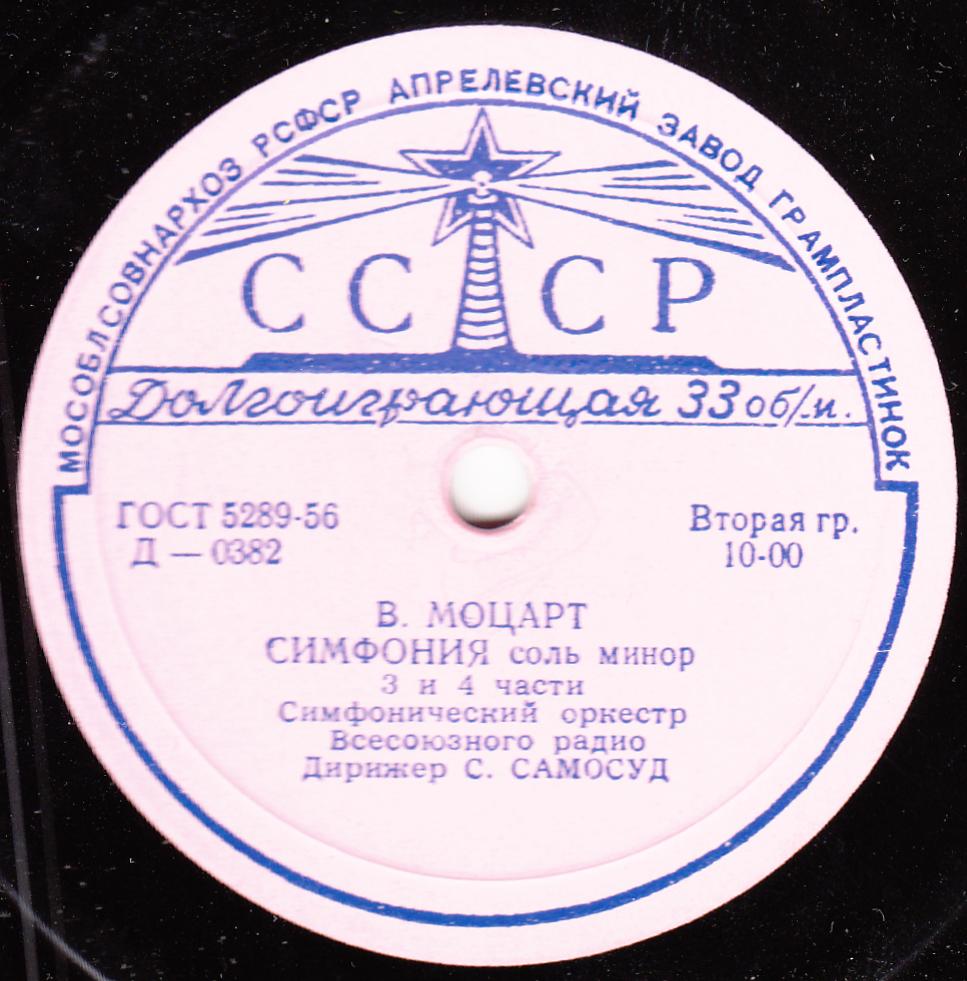 МОСОБЛСОВНАРХОЗ РСФСР АПРЕЛЕВСКИЙ ЗАВОД ГРАМПЛАСТИНОК
СССР
Долгоиграющая 33 об/м.
ГОСТ 5289-56
Д — 0382
Вторая гр.
10-00
В. МОЦАРТ
СИМФОНИЯ соль минор
3 и 4 части
Симфонический оркестр
Всесоюзного радио
Дирижер С. САМОСУД